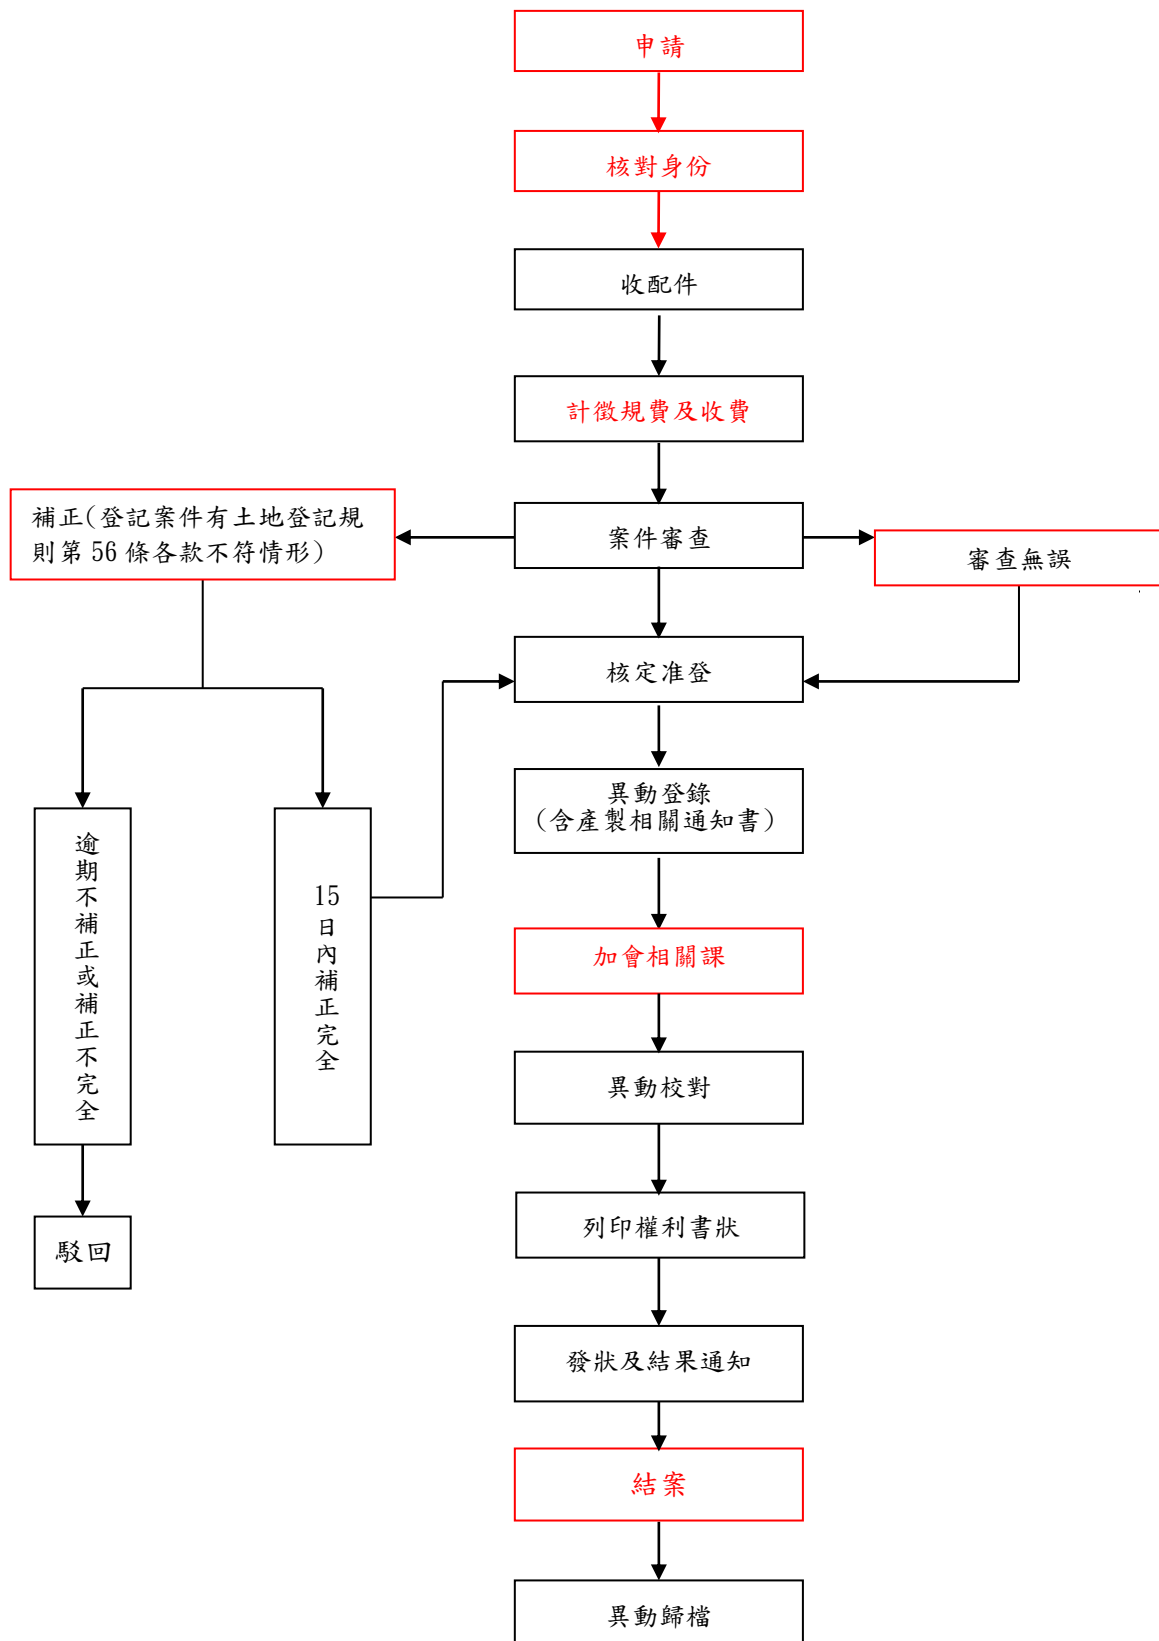 申請
核對身份
收配件
計徵規費及收費
補正(登記案件有土地登記規
則第 56 條各款不符情形)
案件審查
審查無誤
核定准登
異動登錄
(含產製相關通知書)
逾期不補正或補正不完全
15日內補正完全
加會相關課
異動校對
列印權利書狀
駁回
發狀及結果通知
結案
異動歸檔